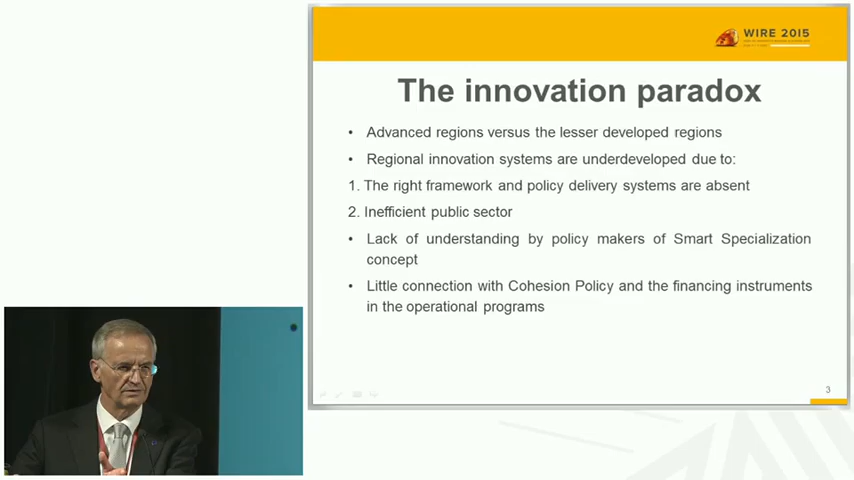 WIRE 2015
The innovation paradox
• Advanced regions versus the lesser developed regions
• Regional innovation systems are underdeveloped due to:
1. The right framework and policy delivery systems are absent
2. Inefficient public sector
• Lack of understanding by policy makers of Smart Specialization
concept
• Little connection with Cohesion Policy and the financing instruments
in the operational programs
3